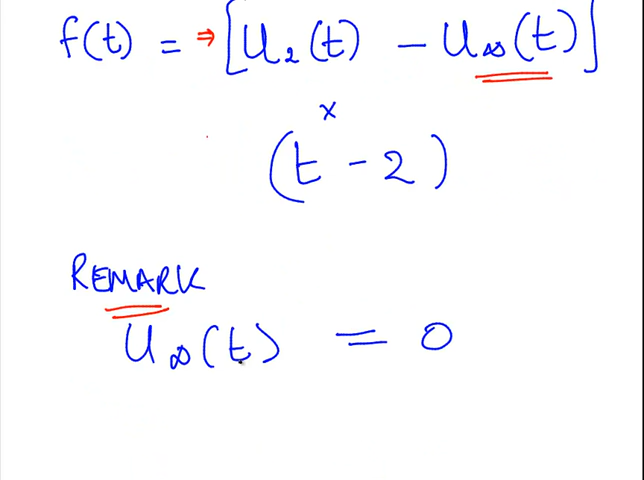 f(t) = ⇒ [U₂(t) − U∞(t)]
×
(t − 2)
REMARK
U∞(t) = 0